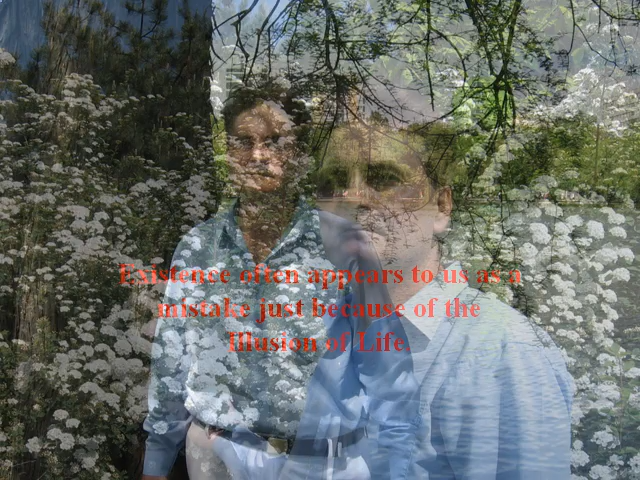 Existence often appears to us as a
mistake just because of the
Illusion of Life.